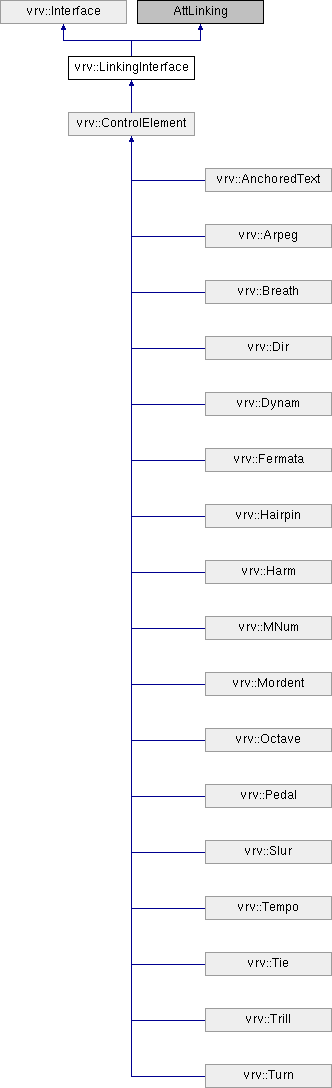 vrv::Interface
AttLinking
vrv::LinkingInterface
vrv::ControlElement
vrv::AnchoredText
vrv::Arpeg
vrv::Breath
vrv::Dir
vrv::Dynam
vrv::Fermata
vrv::Hairpin
vrv::Harm
vrv::MNum
vrv::Mordent
vrv::Octave
vrv::Pedal
vrv::Slur
vrv::Tempo
vrv::Tie
vrv::Trill
vrv::Turn